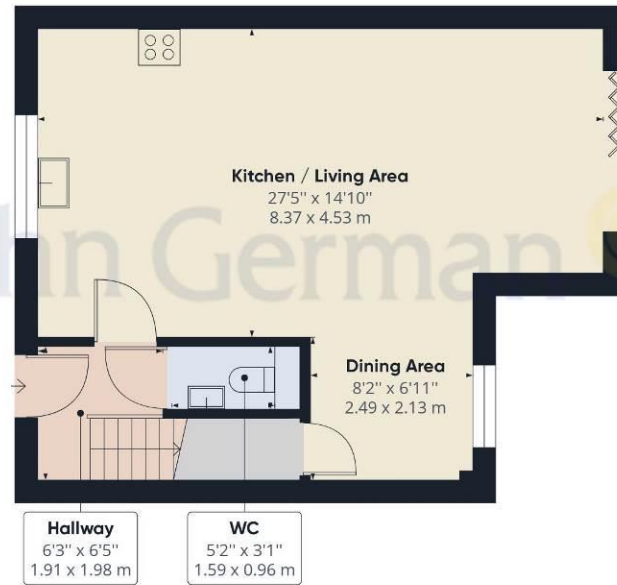 Kitchen / Living Area
27'5" x 14'10"
8.37 x 4.53 m
hn German
Dining Area
8'2" x 6'11"
2.49 x 2.13 m
Hallway
6'3" x 6'5"
1.91 x 1.98 m
WC
5'2" x 3'1"
1.59 x 0.96 m